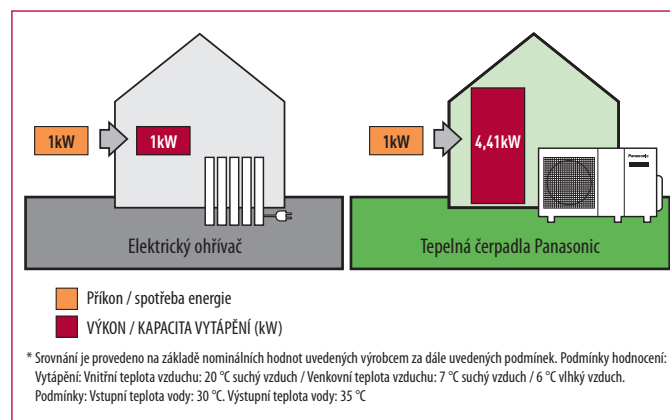 1kW
1kW
Elektrický ohřívač
1kW
4,41kW
Panasonic
Tepelná čerpadla Panasonic
Příkon / spotřeba energie
VÝKON / KAPACITA VYTÁPĚNÍ (kW)
* Srovnání je provedeno na základě nominálních hodnot uvedených výrobcem za dále uvedených podmínek. Podmínky hodnocení:
Vytápění: Vnitřní teplota vzduchu: 20 °C suchý vzduch / Venkovní teplota vzduchu: 7 °C suchý vzduch / 6 °C vlhký vzduch.
Podmínky: Vstupní teplota vody: 30 °C. Výstupní teplota vody: 35 °C